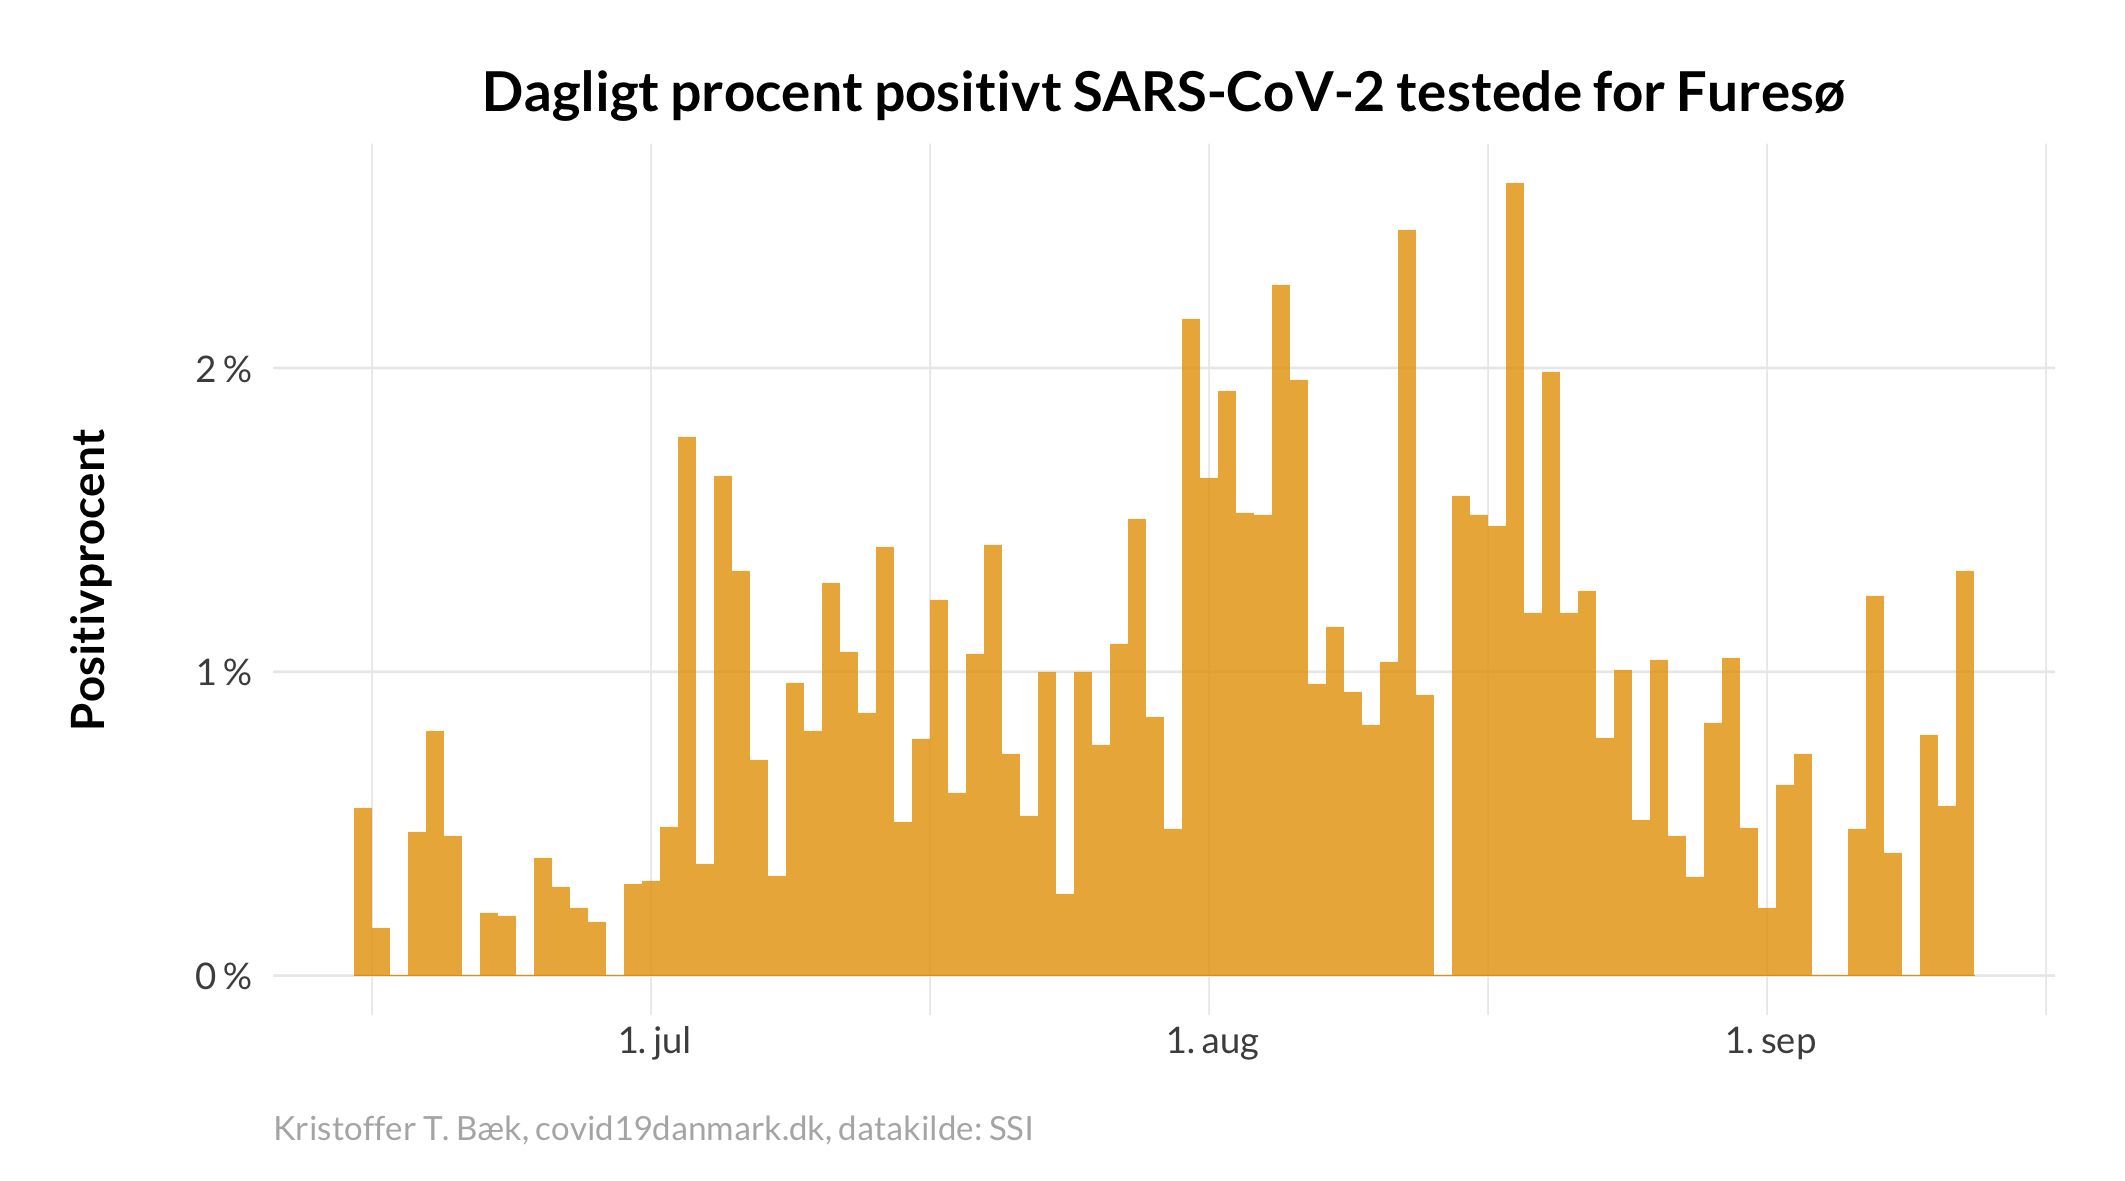 Dagligt procent positivt SARS-CoV-2 testede for Furesø
Positivprocent
2 %
1 %
0 %
1. jul
1. aug
1. sep
Kristoffer T. Bæk, covid19danmark.dk, datakilde: SSI